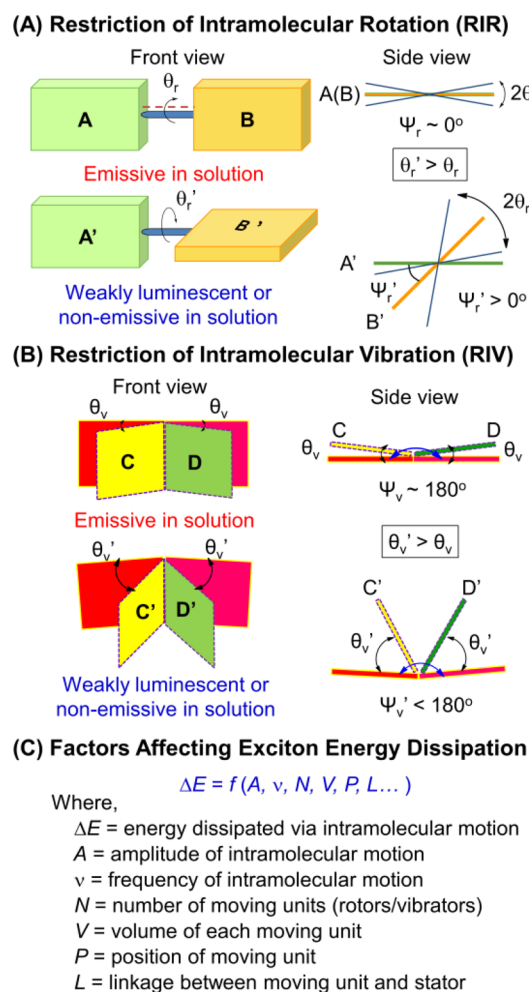 (A) Restriction of Intramolecular Rotation (RIR)
Front view
Side view
θr
A
B
A(B)
2θ
Ψr ~ 0o
Emissive in solution
θr' > θr
θr'
2θr
A'
B'
A'
Ψr'
Ψr' > 0o
B'
Weakly luminescent or
non-emissive in solution
(B) Restriction of Intramolecular Vibration (RIV)
Front view
Side view
θv
θv
C
D
C
D
θv
θv
Ψv ~ 180o
Emissive in solution
θv' > θv
θv'
θv'
C'
D'
C'
D'
θv'
θv'
Weakly luminescent or
non-emissive in solution
Ψv' < 180o
(C) Factors Affecting Exciton Energy Dissipation
ΔE = f (A, ν, N, V, P, L… )
Where,
ΔE = energy dissipated via intramolecular motion
A = amplitude of intramolecular motion
ν = frequency of intramolecular motion
N = number of moving units (rotors/vibrators)
V = volume of each moving unit
P = position of moving unit
L = linkage between moving unit and stator